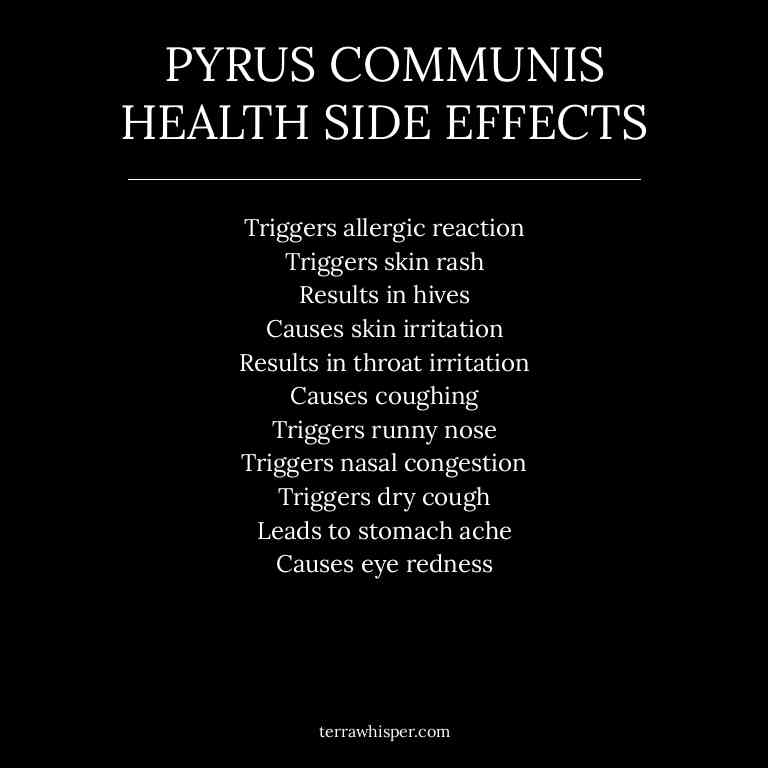 PYRUS COMMUNIS
HEALTH SIDE EFFECTS
Triggers allergic reaction
Triggers skin rash
Results in hives
Causes skin irritation
Results in throat irritation
Causes coughing
Triggers runny nose
Triggers nasal congestion
Triggers dry cough
Leads to stomach ache
Causes eye redness
terrawhisper.com